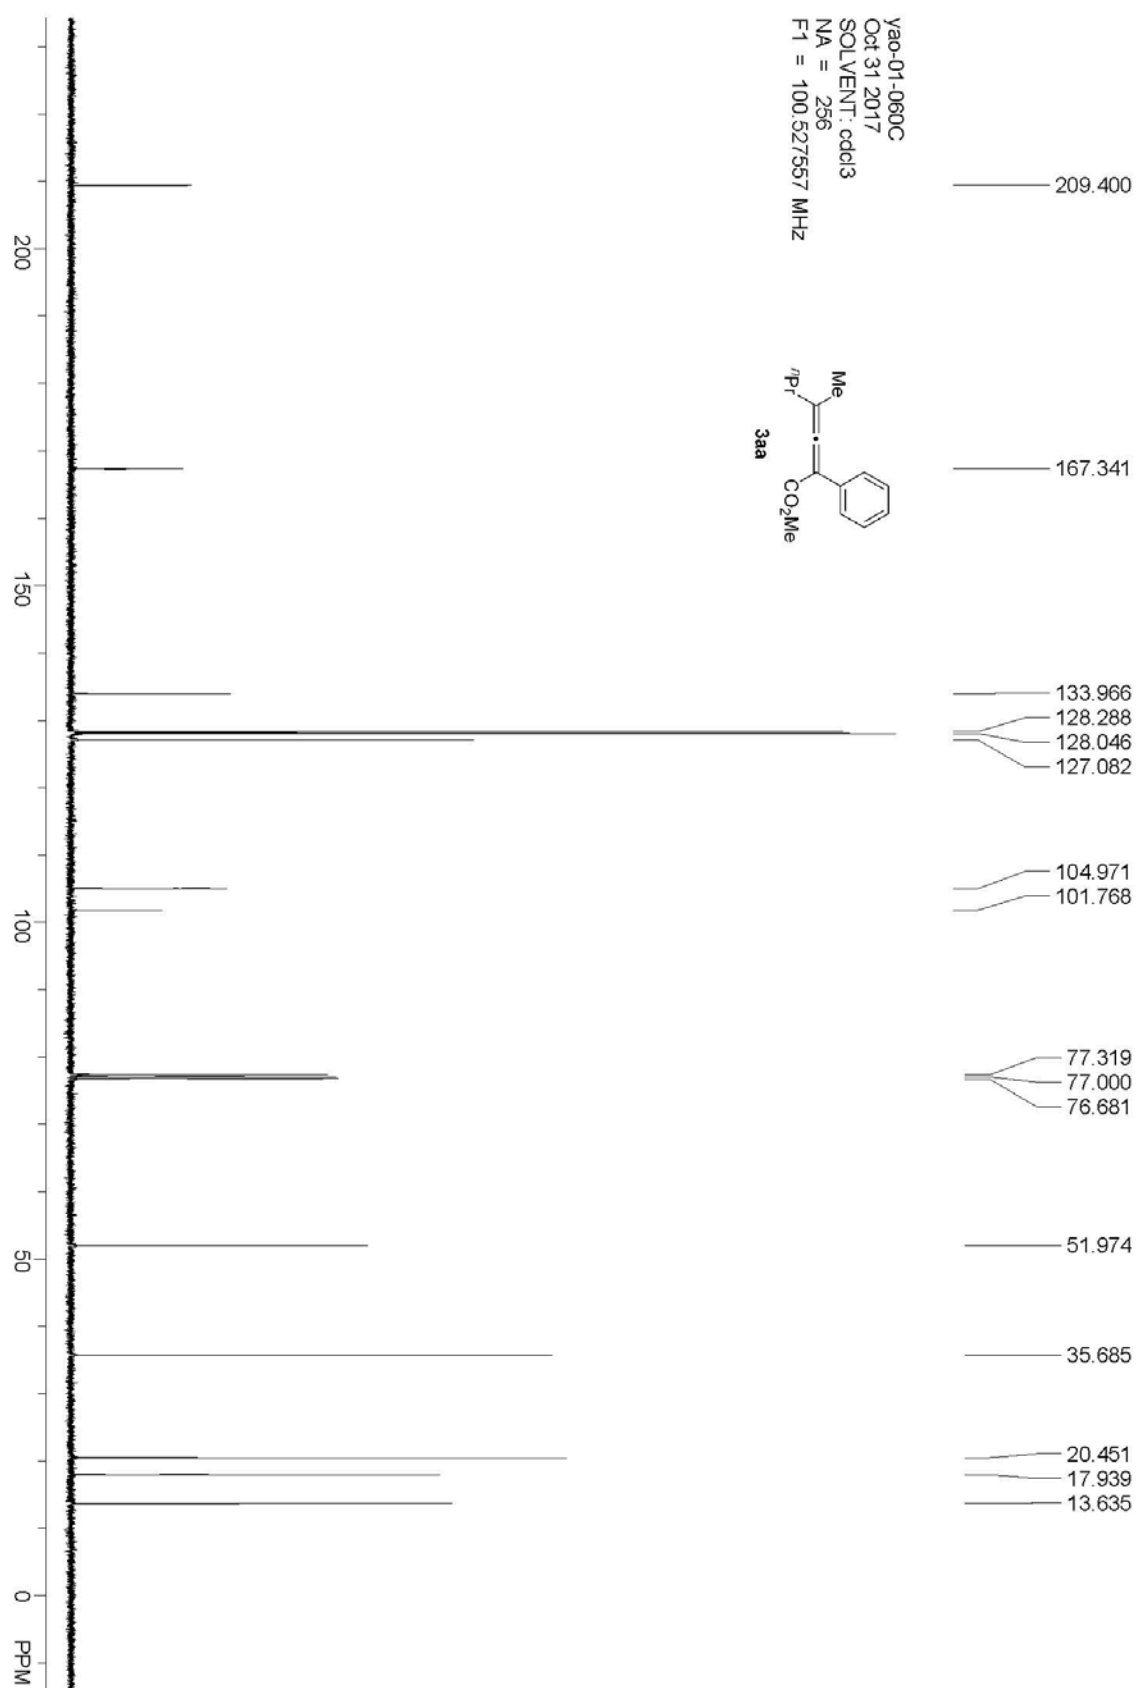 yao-01-060C
Oct 31 2017
SOLVENT: cdcl3
NA = 256
F1 = 100.527557 MHz
Me
nPr
CO2Me
3aa
209.400
167.341
133.966
128.288
128.046
127.082
104.971
101.768
77.319
77.000
76.681
51.974
35.685
20.451
17.939
13.635
200
150
100
50
0
PPM